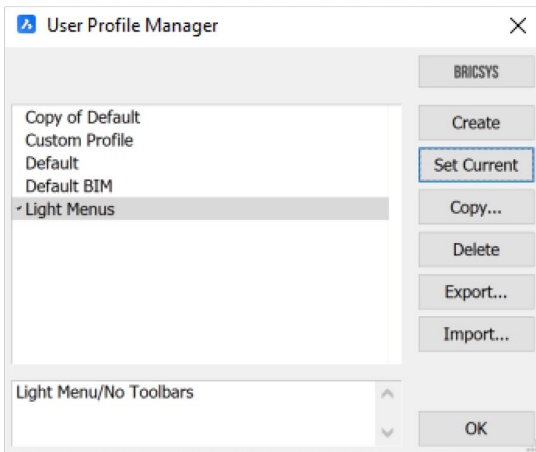 User Profile Manager
BRICSYS
Copy of Default
Custom Profile
Default
Default BIM
Light Menus
Create
Set Current
Copy...
Delete
Export...
Import...
Light Menu/No Toolbars
OK